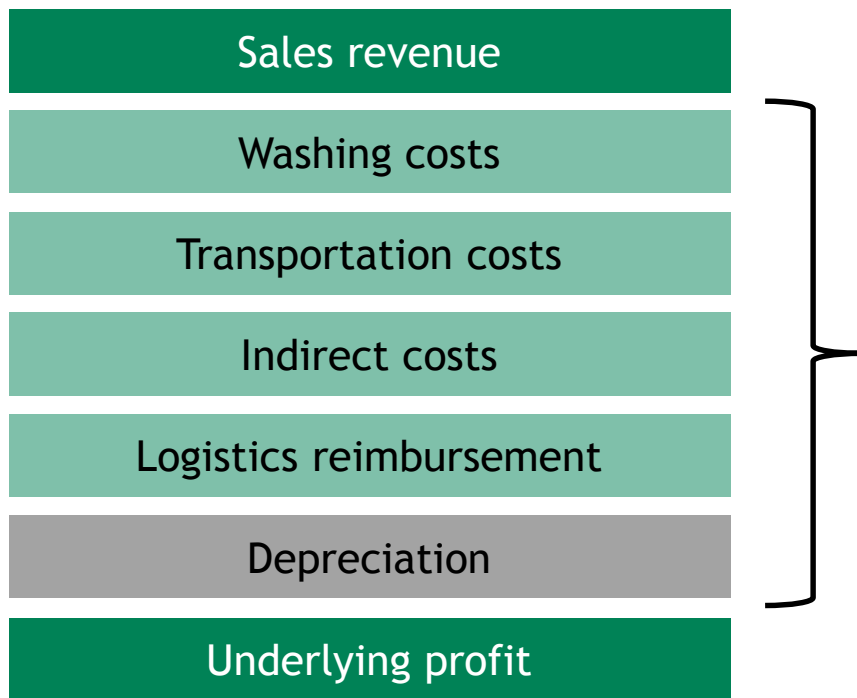 Sales revenue
Washing costs
Transportation costs
Indirect costs
Logistics reimbursement
Depreciation
Underlying profit